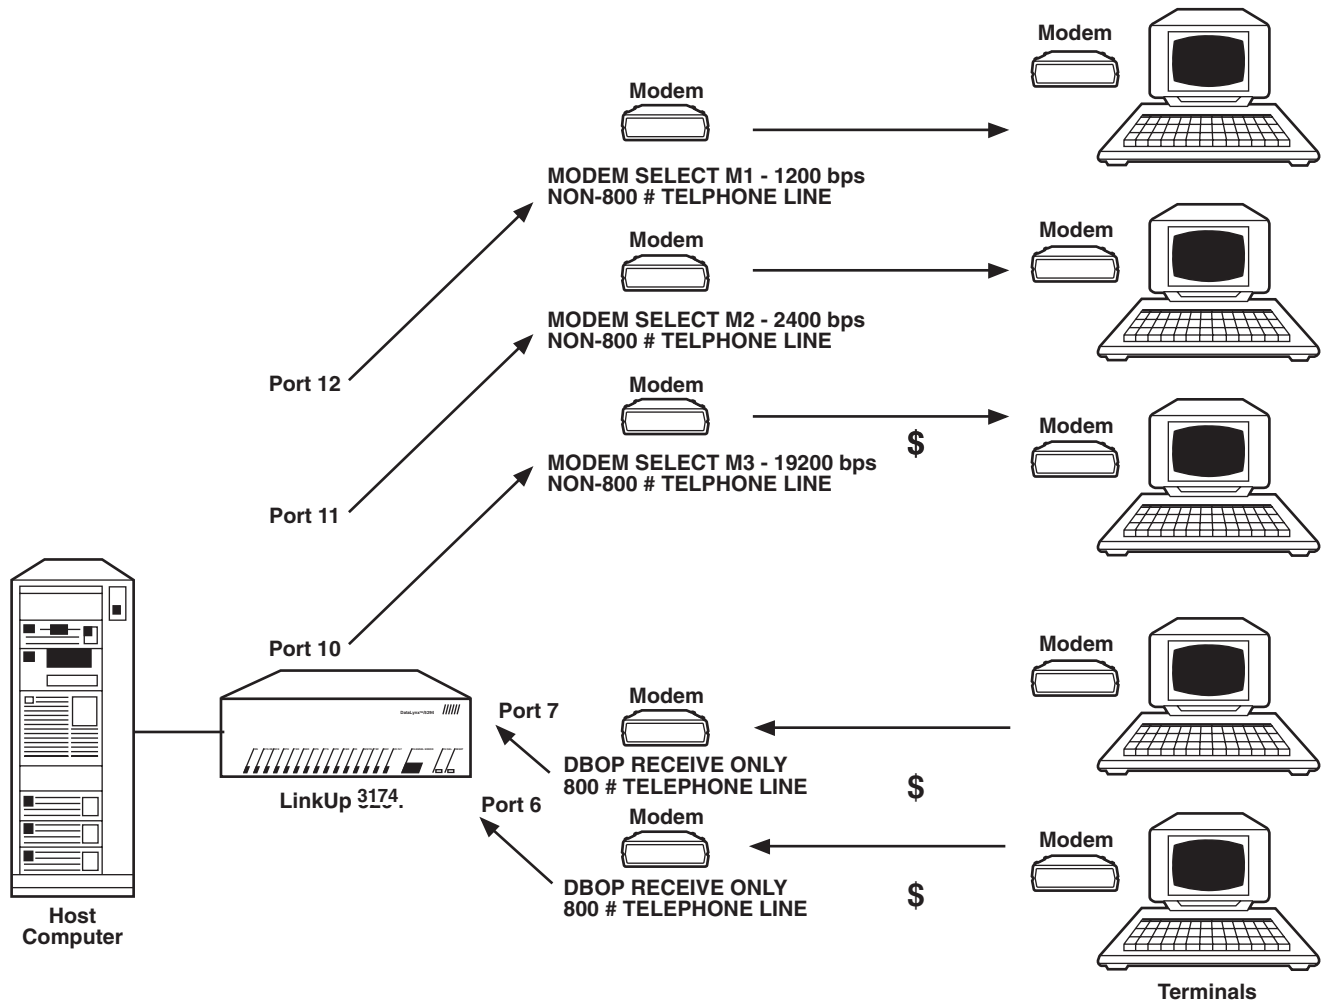 Modem
Modem
MODEM SELECT M1 - 1200 bps
NON-800 # TELPHONE LINE
Modem
Modem
MODEM SELECT M2 - 2400 bps
NON-800 # TELPHONE LINE
Port 12
Modem
Modem
$
MODEM SELECT M3 - 19200 bps
NON-800 # TELPHONE LINE
Port 11
Port 10
Modem
Modem
Port 7
DBOP RECEIVE ONLY
800 # TELEPHONE LINE
$
LinkUp 3174.
Port 6
Modem
Modem
DBOP RECEIVE ONLY
800 # TELEPHONE LINE
$
Host
Computer
Terminals